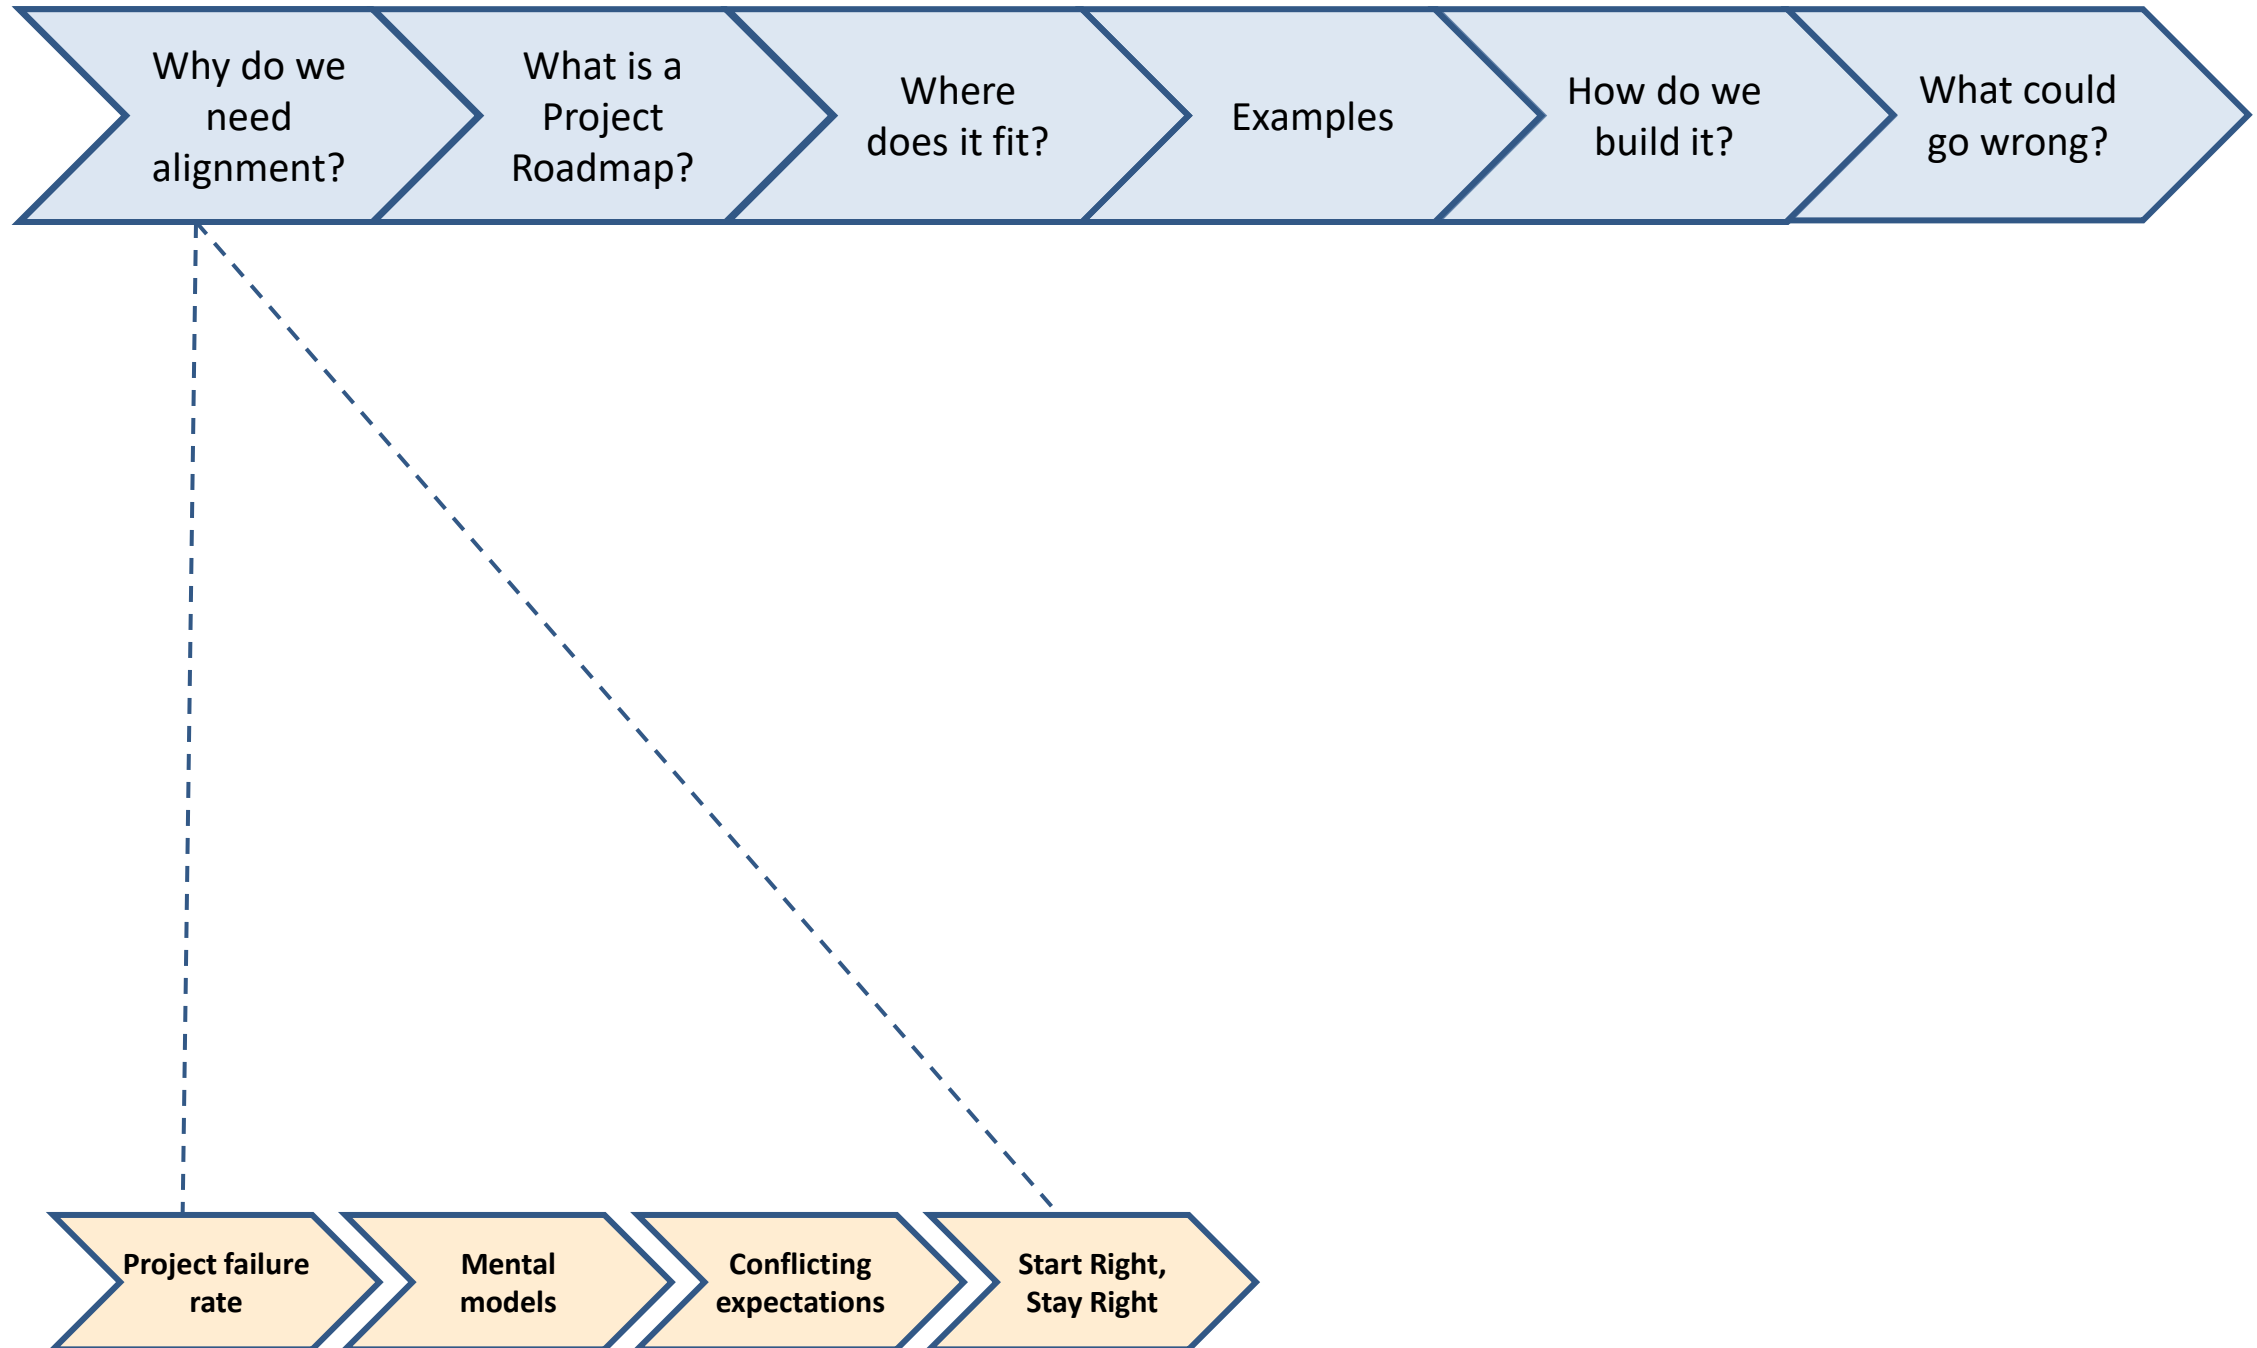 Why do we
need
alignment?
What is a
Project
Roadmap?
Where
does it fit?
Examples
How do we
build it?
What could
go wrong?
Project failure
rate
Mental
models
Conflicting
expectations
Start Right,
Stay Right